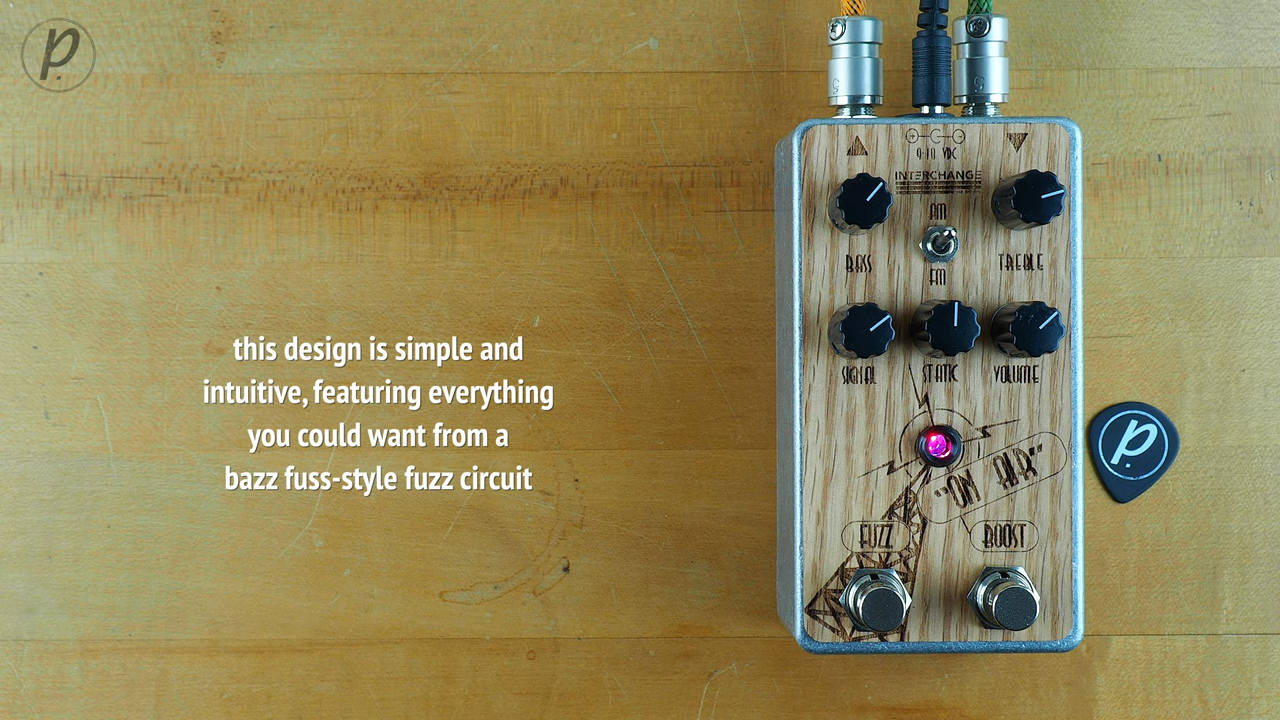 p.
this design is simple and
intuitive, featuring everything
you could want from a
bazz fuss-style fuzz circuit
9-18 VDC
INTERCHANGE
AM
BASS
TREBLE
FM
SIGNAL
STATIC
VOLUME
"ON AIR"
FUZZ
BOOST
p.